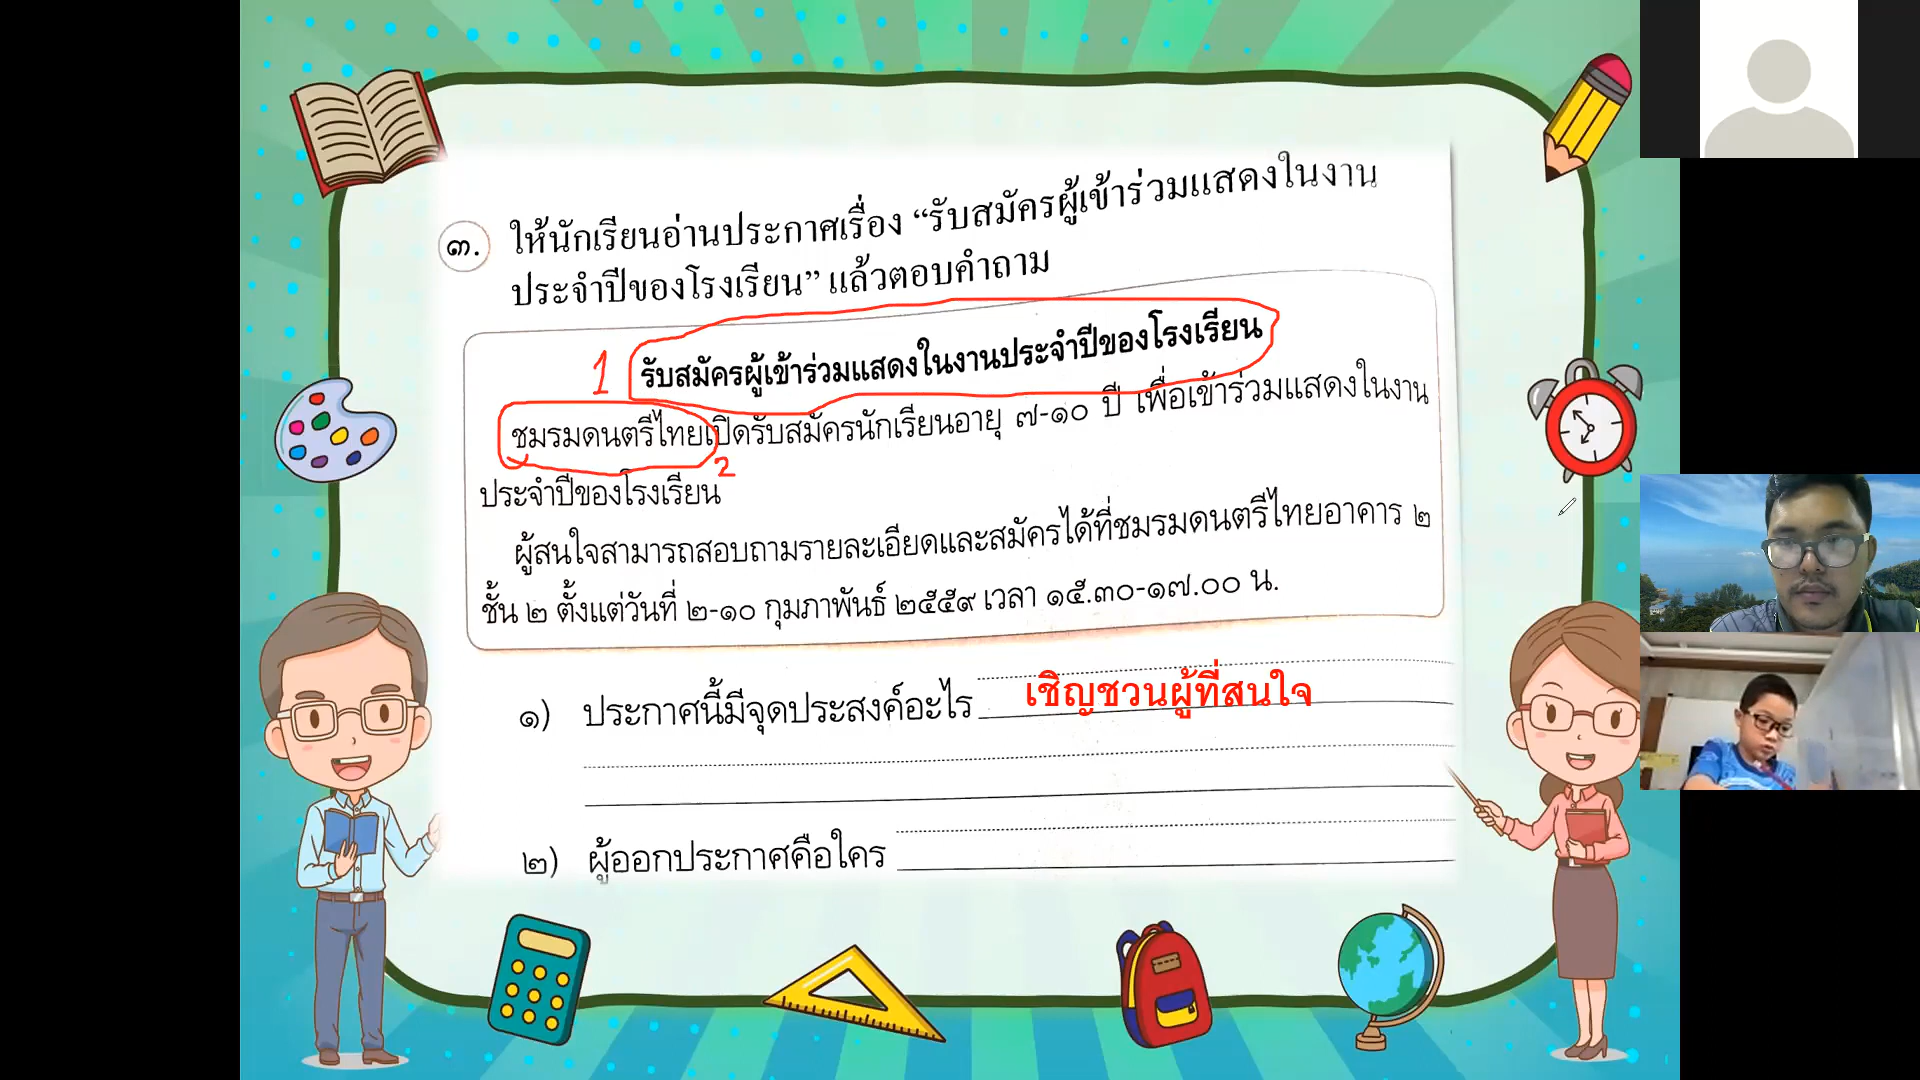 ๓. ให้นักเรียนอ่านประกาศเรื่อง “รับสมัครผู้เข้าร่วมแสดงในงาน
ประจำปีของโรงเรียน” แล้วตอบคำถาม
1 รับสมัครผู้เข้าร่วมแสดงในงานประจำปีของโรงเรียน
ชมรมดนตรีไทยเปิดรับสมัครนักเรียนอายุ ๗-๑๐ ปี เพื่อเข้าร่วมแสดงในงาน
2
ประจำปีของโรงเรียน
ผู้สนใจสามารถสอบถามรายละเอียดและสมัครได้ที่ชมรมดนตรีไทยอาคาร ๒
ชั้น ๒ ตั้งแต่วันที่ ๒-๑๐ กุมภาพันธ์ ๒๕๕๙ เวลา ๑๕.๓๐-๑๗.๐๐ น.
๑) ประกาศนี้มีจุดประสงค์อะไร เชิญชวนผู้ที่สนใจ
๒) ผู้ออกประกาศคือใคร